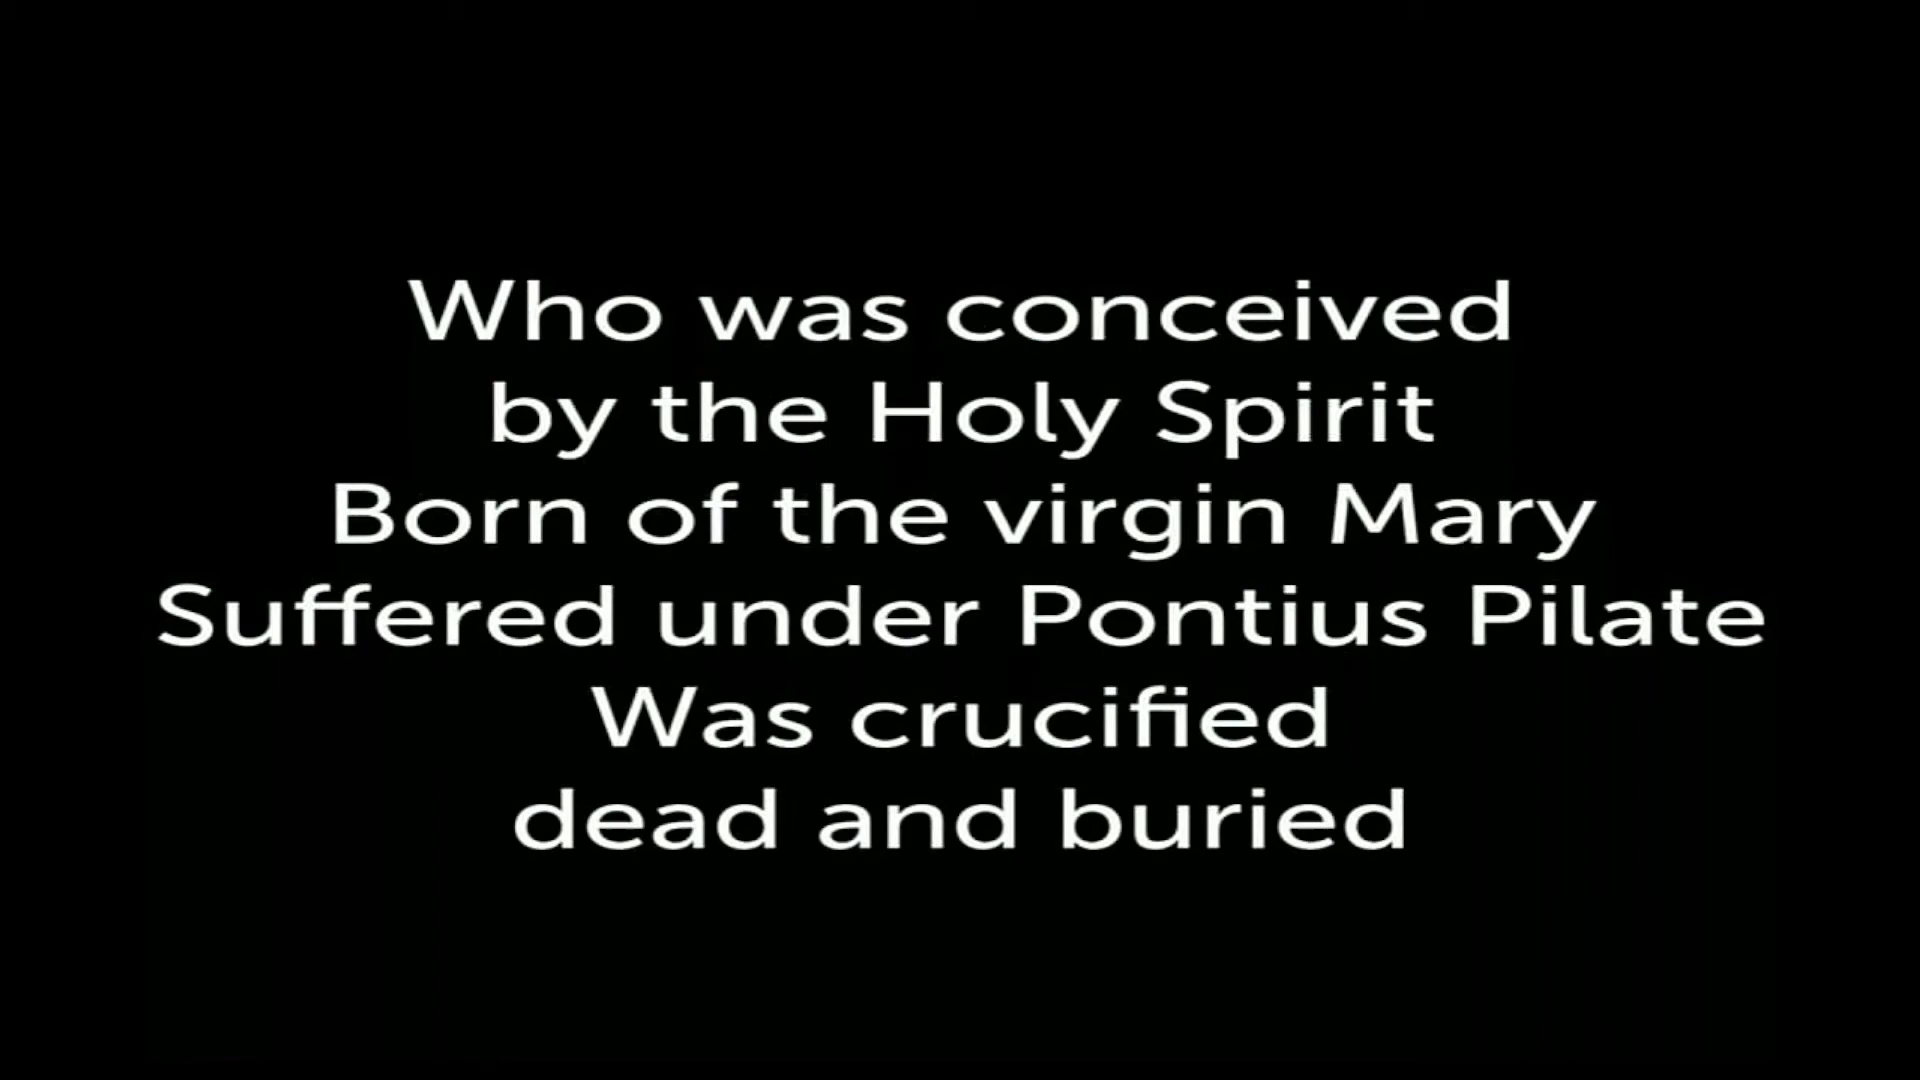 Who was conceived
by the Holy Spirit
Born of the virgin Mary
Suffered under Pontius Pilate
Was crucified
dead and buried